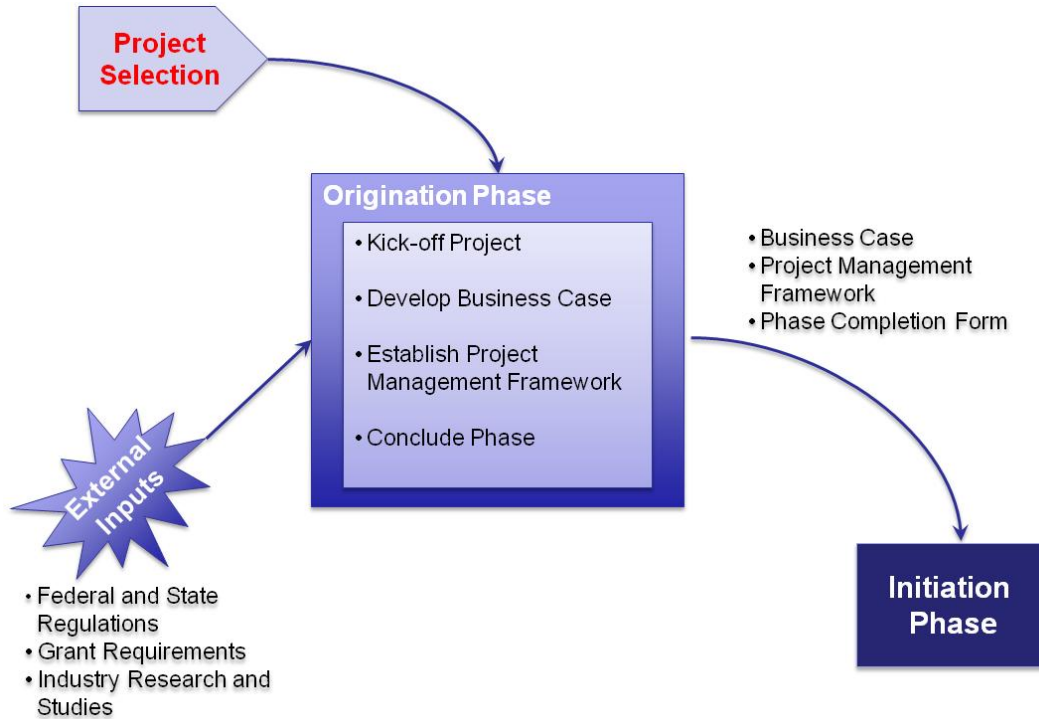 Project
Selection
Origination Phase
• Kick-off Project
• Develop Business Case
• Establish Project
Management Framework
• Conclude Phase
• Business Case
• Project Management
Framework
• Phase Completion Form
External
Inputs
• Federal and State
Regulations
• Grant Requirements
• Industry Research and
Studies
Initiation
Phase